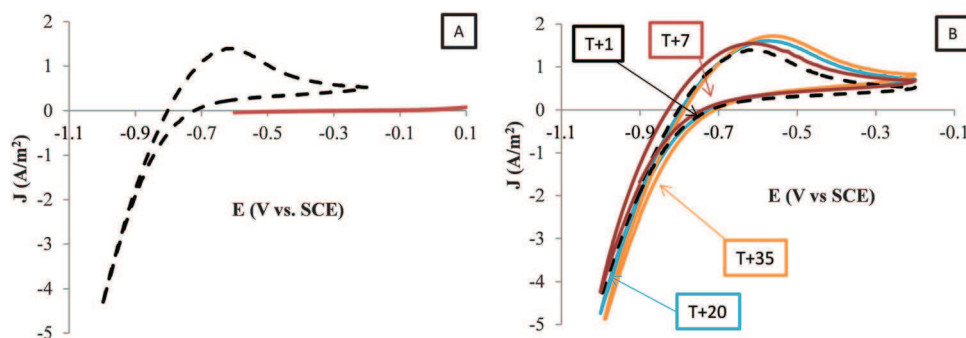 A
J (A/m²)
2
1
0
-1
-2
-3
-4
-5
-1.1
-0.9
-0.7
-0.5
-0.3
-0.1
0.1
E (V vs. SCE)
B
T+1
T+7
J (A/m²)
2
1
0
-1
-2
-3
-4
-5
-1.1
-0.9
-0.7
-0.5
-0.3
-0.1
E (V vs. SCE)
T+35
T+20